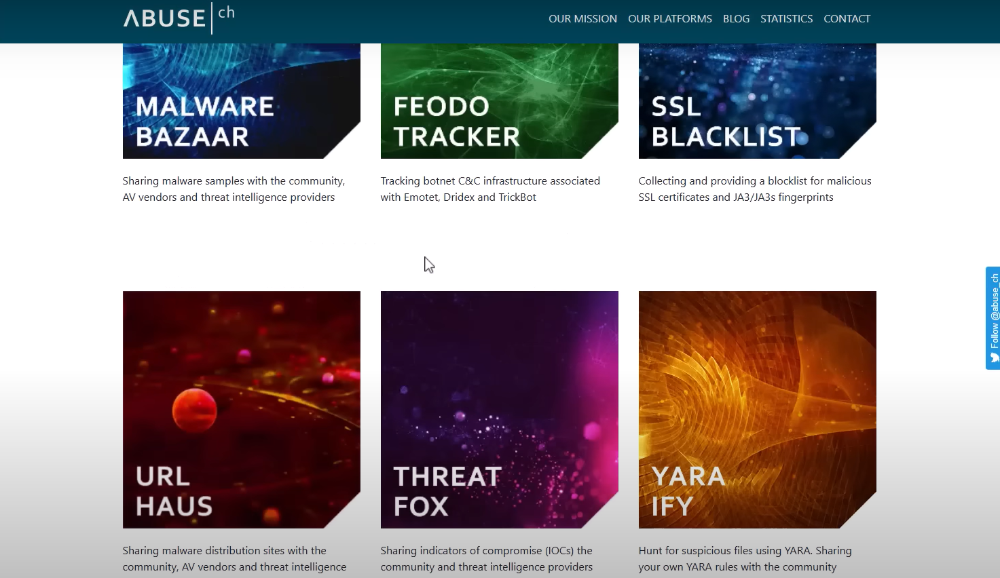 ABUSE ch
OUR MISSION OUR PLATFORMS BLOG STATISTICS CONTACT
MALWARE
BAZAAR
Sharing malware samples with the community,
AV vendors and threat intelligence providers
FEODO
TRACKER
Tracking botnet C&C infrastructure associated
with Emotet, Dridex and TrickBot
SSL
BLACKLIST
Collecting and providing a blocklist for malicious
SSL certificates and JA3/JA3s fingerprints
Follow @abuse_ch
URL
HAUS
Sharing malware distribution sites with the
community, AV vendors and threat intelligence
THREAT
FOX
Sharing indicators of compromise (IOCs) the
community and threat intelligence providers
YARA
IFY
Hunt for suspicious files using YARA. Sharing
your own YARA rules with the community